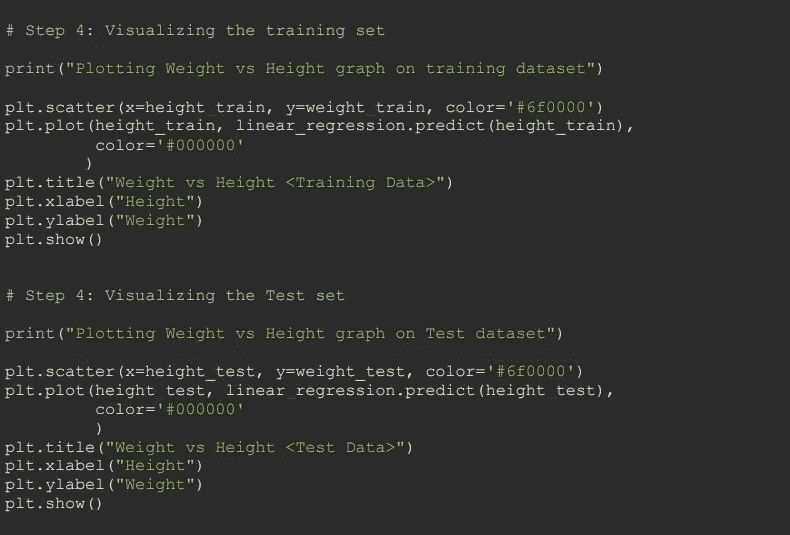 # Step 4: Visualizing the training set
print("Plotting Weight vs Height graph on training dataset")
plt.scatter(x=height_train, y=weight_train, color='#6f0000')
plt.plot(height_train, linear_regression.predict(height_train),
color='#000000'
)
plt.title("Weight vs Height <Training Data>")
plt.xlabel("Height")
plt.ylabel("Weight")
plt.show()
# Step 4: Visualizing the Test set
print("Plotting Weight vs Height graph on Test dataset")
plt.scatter(x=height_test, y=weight_test, color='#6f0000')
plt.plot(height_test, linear_regression.predict(height_test),
color='#000000'
)
plt.title("Weight vs Height <Test Data>")
plt.xlabel("Height")
plt.ylabel("Weight")
plt.show()